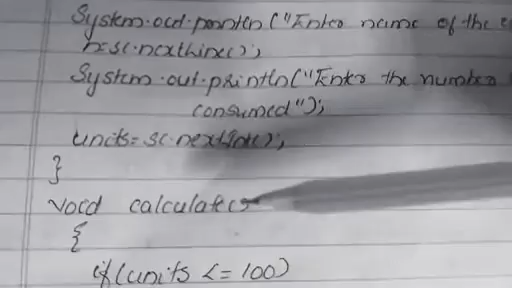 System.out.println("Enter name of the
n=sc.nextLine();
System.out.println("Enter the number
consumed");
units=sc.nextInt();
}
void calculate()
{
if(units <= 100)